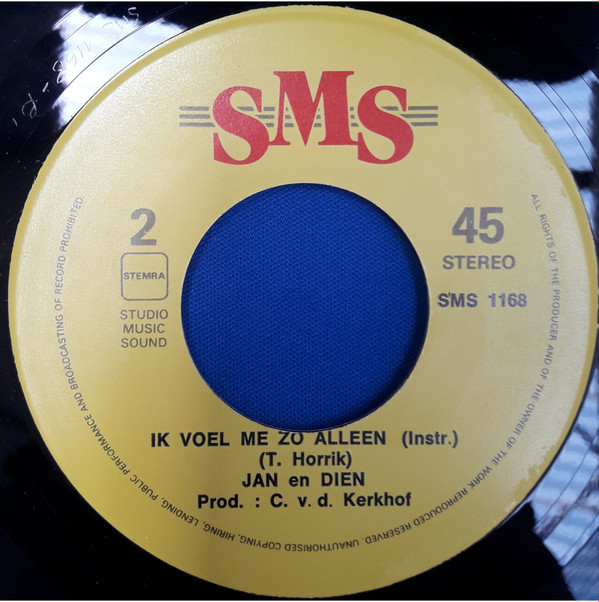 SMS
2
45
STEREO
STEMRA
SMS 1168
STUDIO
MUSIC
SOUND
IK VOEL ME ZO ALLEEN (Instr.)
(T. Horrik)
JAN en DIEN
Prod. : C. v. d. Kerkhof
ALL RIGHTS OF THE PRODUCER AND OF THE OWNER OF THE WORK REPRODUCED RESERVED. UNAUTHORISED COPYING, HIRING, LENDING, PUBLIC PERFORMANCE AND BROADCASTING OF RECORD PROHIBITED